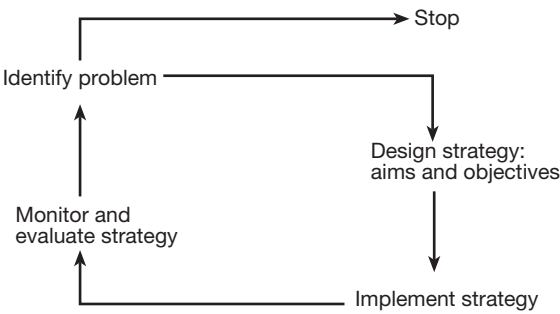 Stop
Identify problem
Design strategy:
aims and objectives
Monitor and
evaluate strategy
Implement strategy